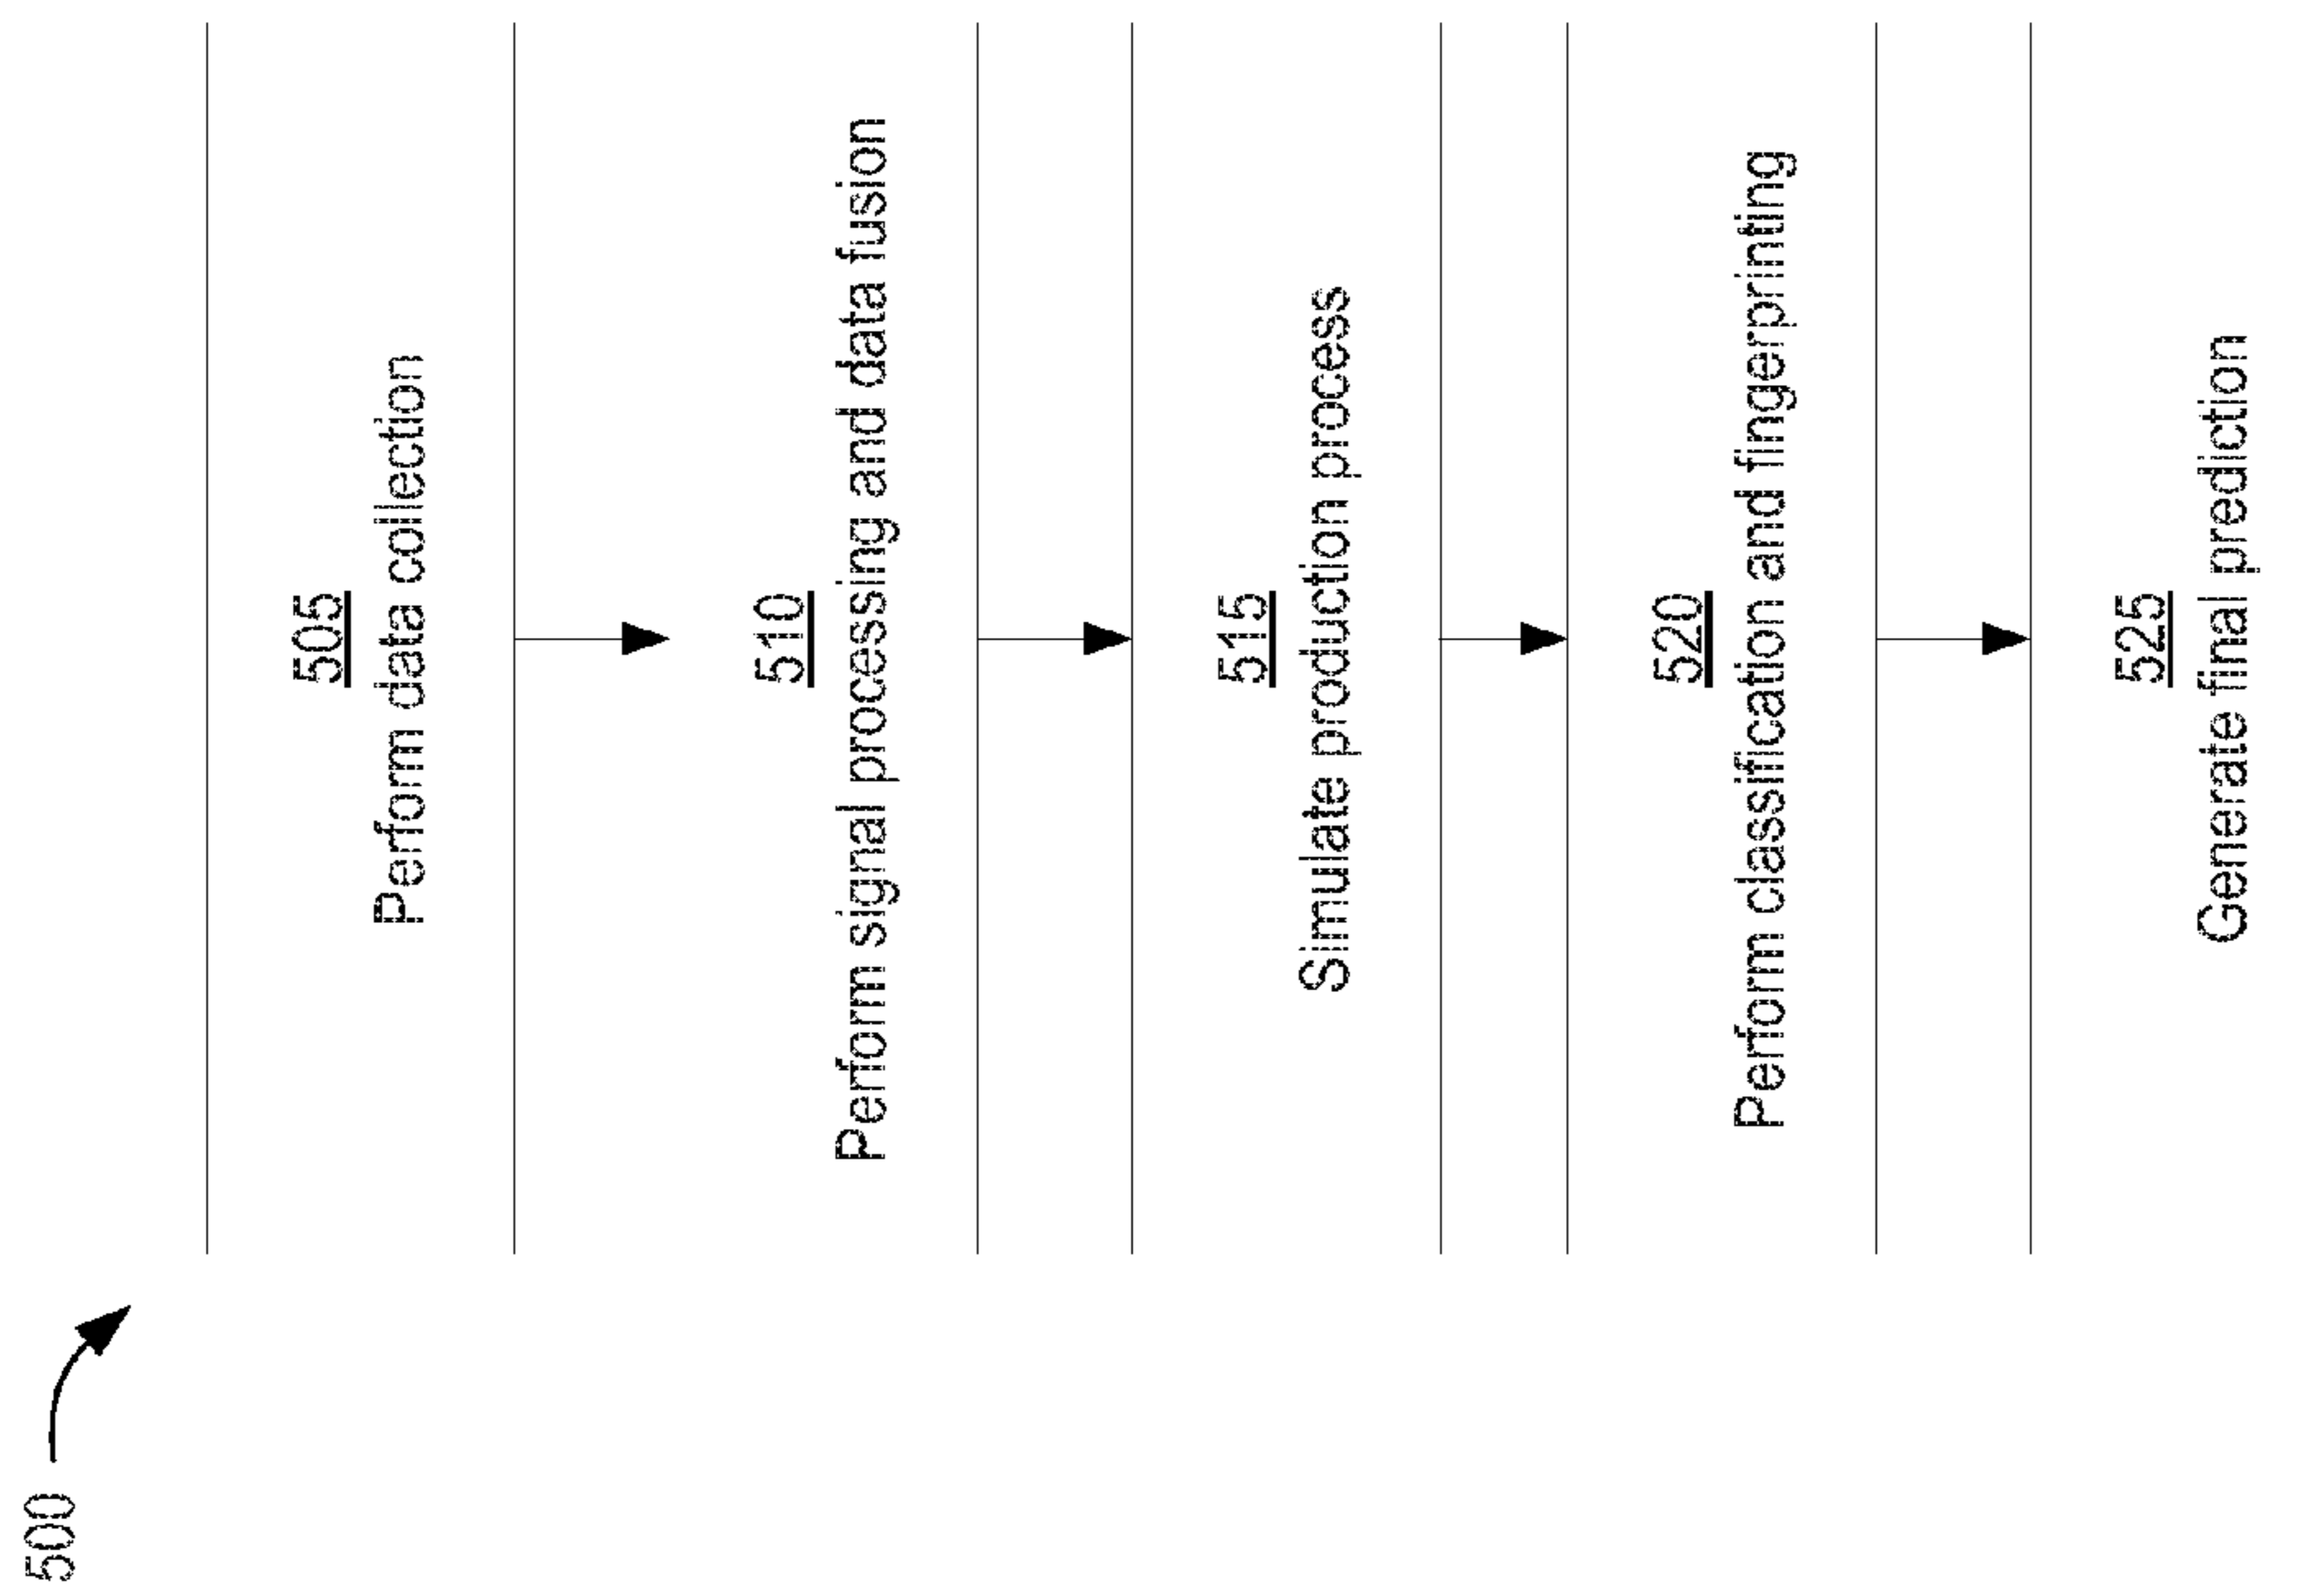 500
505
Perform data collection
510
Perform signal processing and data fusion
515
Simulate production process
520
Perform classification and fingerprinting
525
Generate final prediction